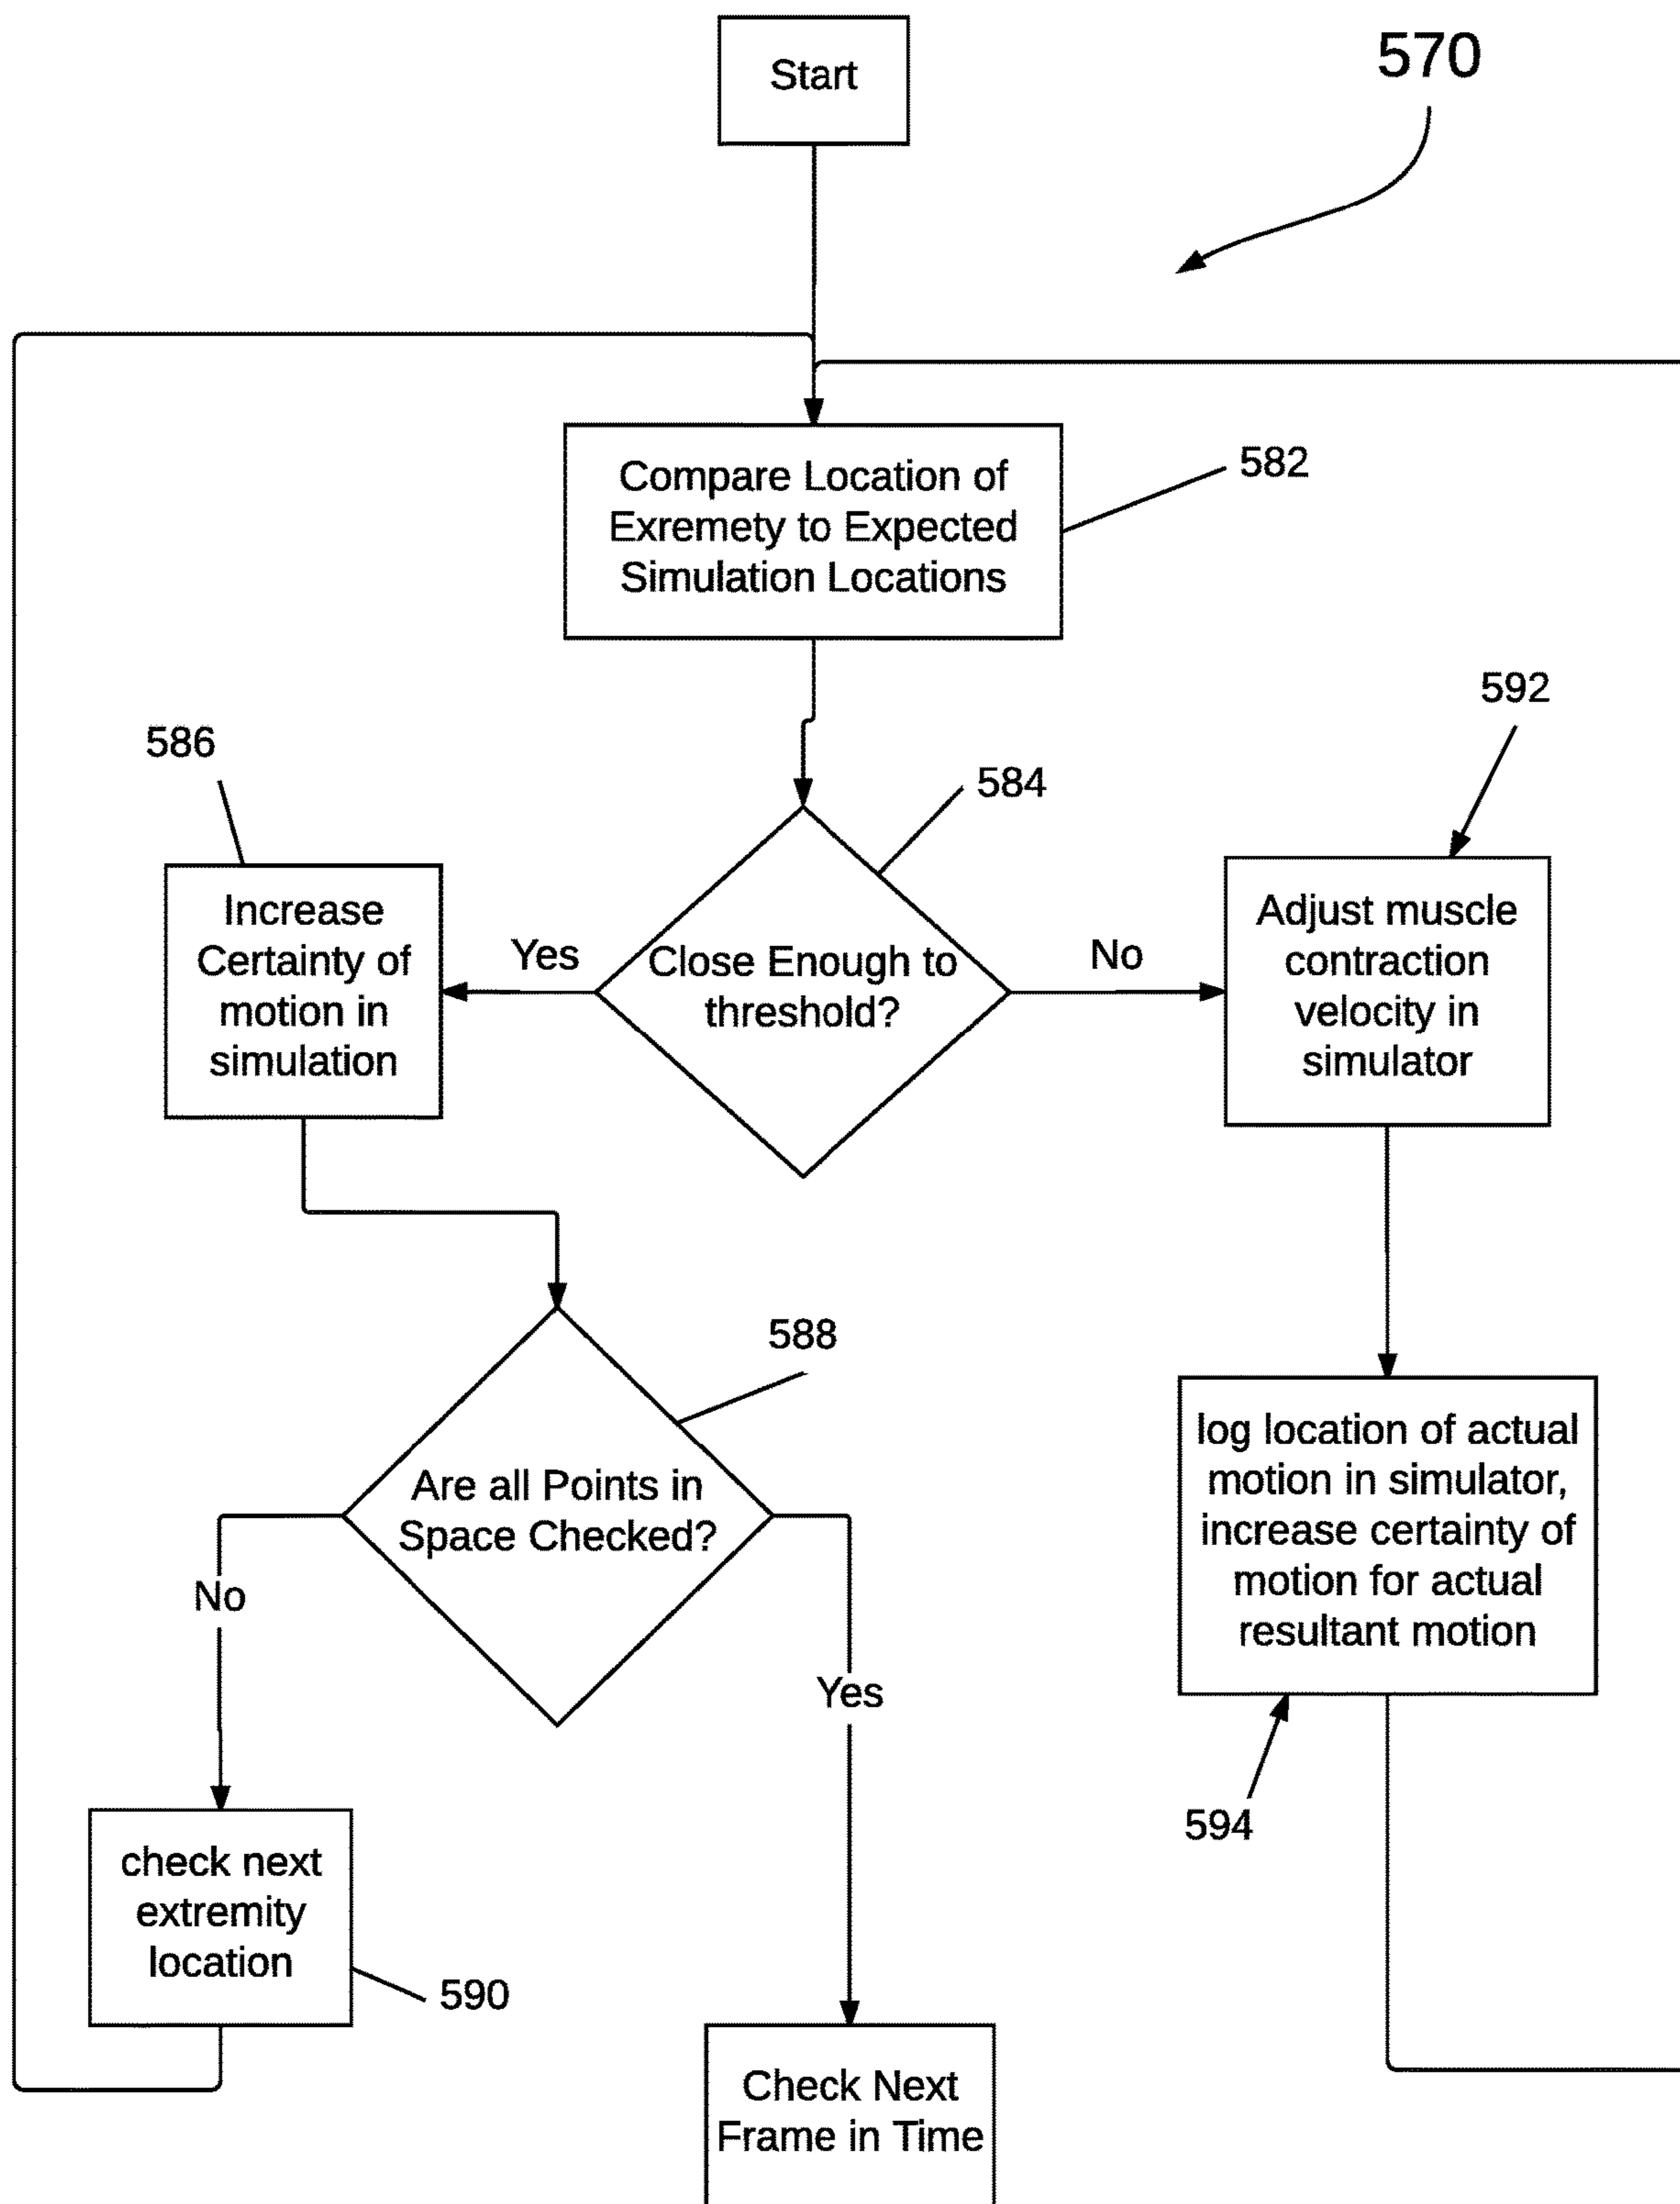 Start
570
Compare Location of
Exremety to Expected
Simulation Locations
582
592
586
584
Increase
Certainty of
motion in
simulation
Yes
Close Enough to
threshold?
No
Adjust muscle
contraction
velocity in
simulator
588
Are all Points in
Space Checked?
log location of actual
motion in simulator,
increase certainty of
motion for actual
resultant motion
No
Yes
594
check next
extremity
location
590
Check Next
Frame in Time